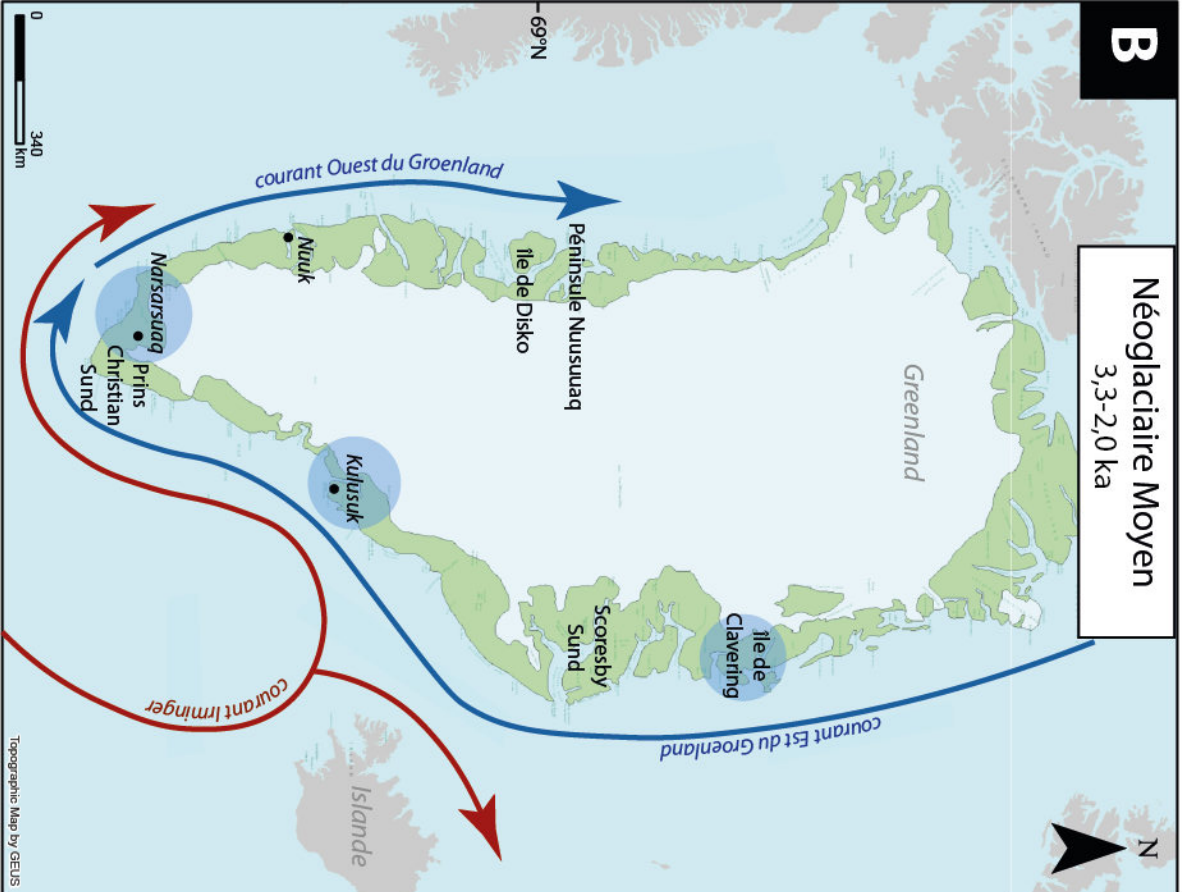 B
Néoglaciaire Moyen
3,3-2,0 ka
N
Greenland
courant Est du Groenland
île de
Clavering
Scoresby
Sund
Péninsule Nuusuuaq
69°N
île de Disko
courant Ouest du Groenland
Islande
Kulusuk
Nuuk
courant Irminger
Narsarsuaq
Prins
Christian
Sund
0 340
km
Topographic Map by GEUS